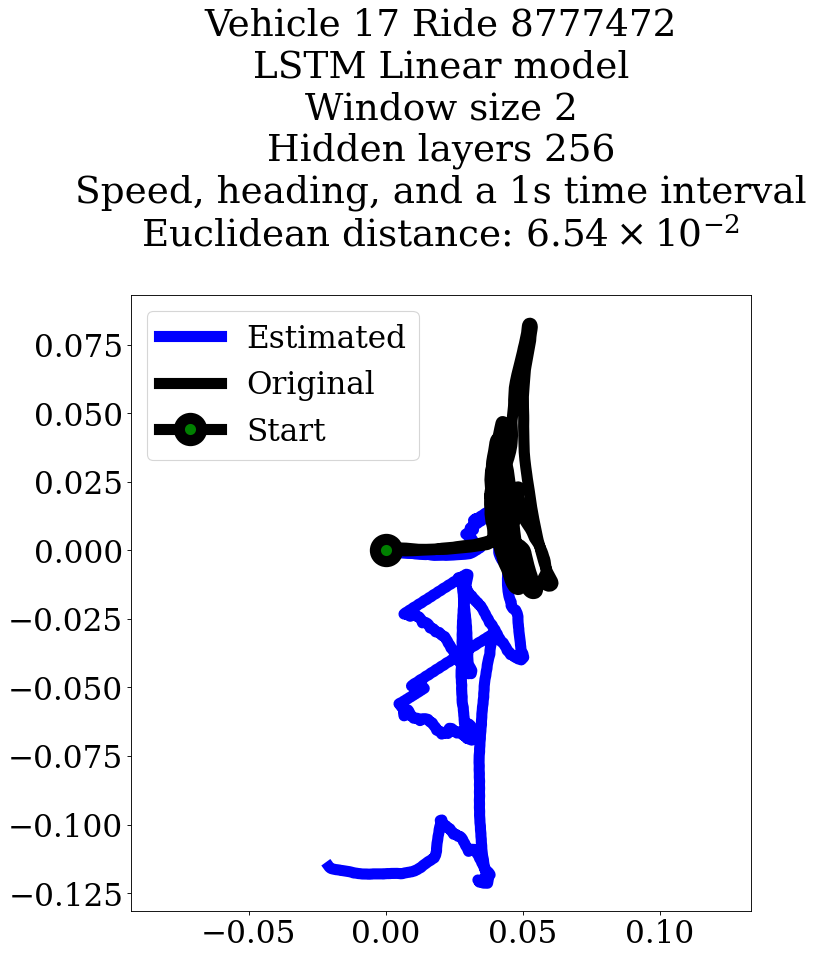 Vehicle 17 Ride 8777472
LSTM Linear model
Window size 2
Hidden layers 256
Speed, heading, and a 1s time interval
Euclidean distance: 6.54 × 10⁻²
Estimated
Original
Start
0.075
0.050
0.025
0.000
−0.025
−0.050
−0.075
−0.100
−0.125
−0.05 0.00 0.05 0.10